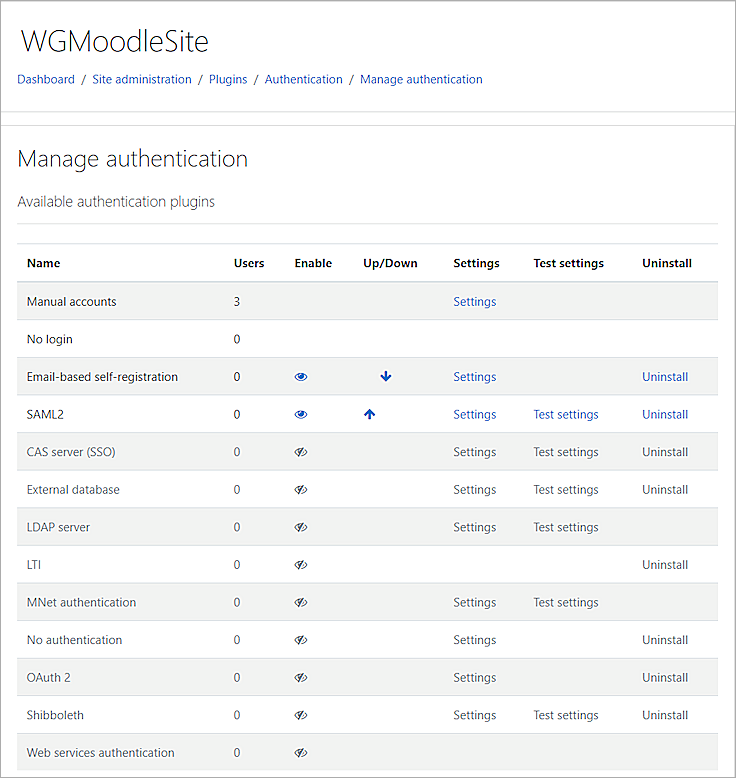 WGMoodleSite
Dashboard / Site administration / Plugins / Authentication / Manage authentication
Manage authentication
Available authentication plugins
Name Users Enable Up/Down Settings Test settings Uninstall
Manual accounts 3 Settings
No login 0
Email-based self-registration 0 Settings Uninstall
SAML2 0 Settings Test settings Uninstall
CAS server (SSO) 0 Settings Test settings Uninstall
External database 0 Settings Test settings Uninstall
LDAP server 0 Settings Test settings
LTI 0 Uninstall
MNet authentication 0 Settings Test settings
No authentication 0 Settings Uninstall
OAuth 2 0 Settings Uninstall
Shibboleth 0 Settings Test settings Uninstall
Web services authentication 0